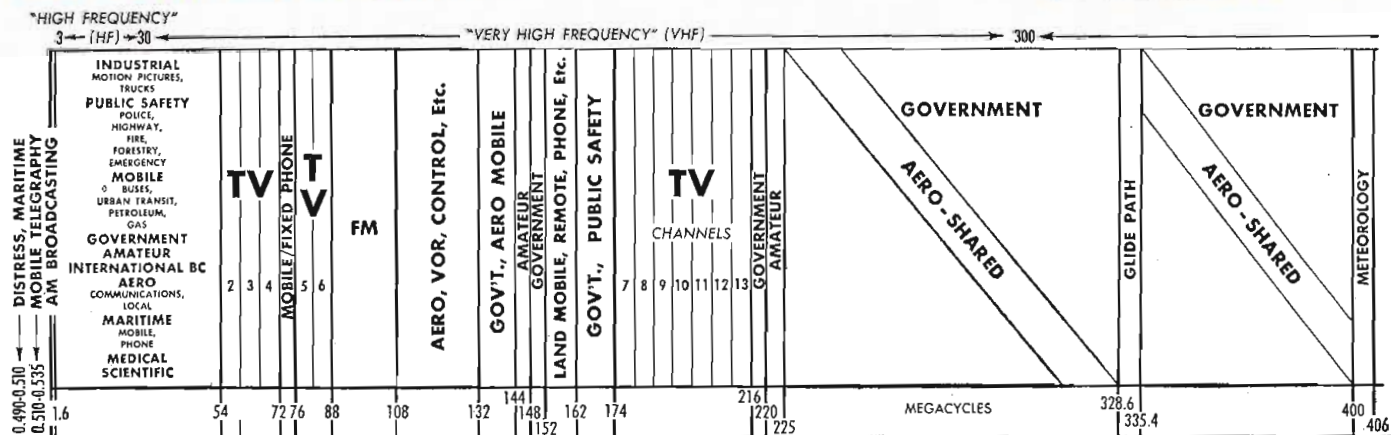 "HIGH FREQUENCY"
3 (HF) 30
"VERY HIGH FREQUENCY" (VHF)
300
0.490-0.510 DISTRESS, MARITIME
0.510-0.535 MOBILE TELEGRAPHY
AM BROADCASTING
INDUSTRIAL
MOTION PICTURES,
TRUCKS
PUBLIC SAFETY
POLICE,
HIGHWAY,
FIRE,
FORESTRY,
EMERGENCY
MOBILE
BUSES,
URBAN TRANSIT,
PETROLEUM,
GAS
GOVERNMENT
AMATEUR
INTERNATIONAL BC
AERO
COMMUNICATIONS,
LOCAL
MARITIME
MOBILE,
PHONE
MEDICAL
SCIENTIFIC
TV
2 3 4
MOBILE/FIXED PHONE
TV
5 6
FM
AERO, VOR, CONTROL, Etc.
GOV'T., AERO MOBILE
AMATEUR
GOVERNMENT
LAND MOBILE, REMOTE, PHONE, Etc.
GOV'T., PUBLIC SAFETY
TV
CHANNELS
7 8 9 10 11 12 13
GOVERNMENT
AMATEUR
GOVERNMENT
AERO-SHARED
GLIDE PATH
GOVERNMENT
AERO-SHARED
METEOROLOGY
1.6 54 72 76 88 108 132 144 148 152 162 174 216 220 225 MEGACYCLES 328.6 335.4 400 406